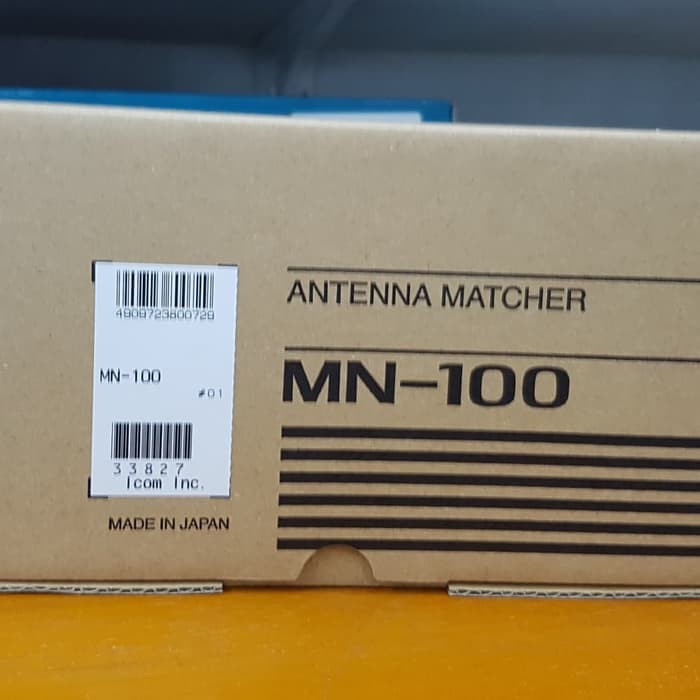 4909723800729
MN-100
#01
33827
Icom Inc.
MADE IN JAPAN
ANTENNA MATCHER
MN-100